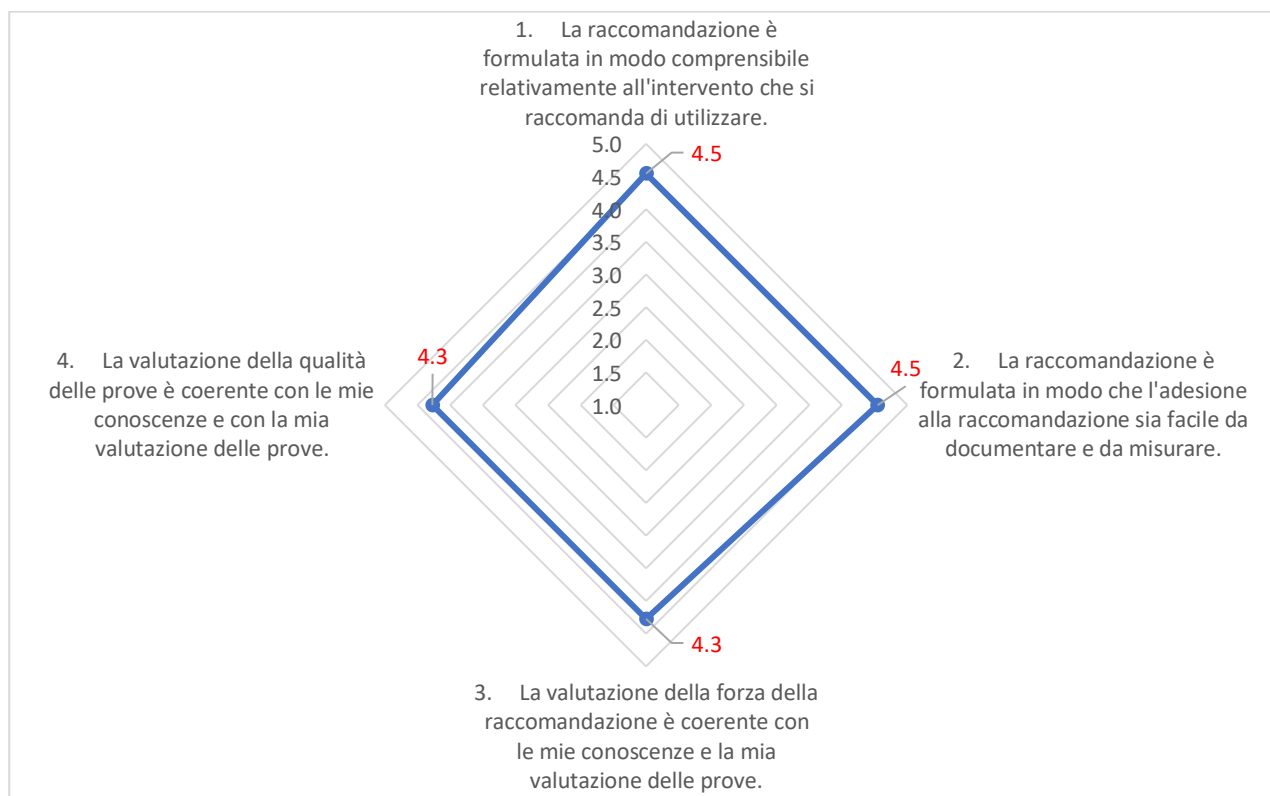 1. La raccomandazione è
formulata in modo comprensibile
relativamente all'intervento che si
raccomanda di utilizzare.
5.0
4.5
4.5
4.0
3.5
3.0
2.5
2.0
1.5
1.0
4. La valutazione della qualità
delle prove è coerente con le mie
conoscenze e con la mia
valutazione delle prove.
4.3
4.5
2. La raccomandazione è
formulata in modo che l'adesione
alla raccomandazione sia facile da
documentare e da misurare.
4.3
3. La valutazione della forza della
raccomandazione è coerente con
le mie conoscenze e la mia
valutazione delle prove.